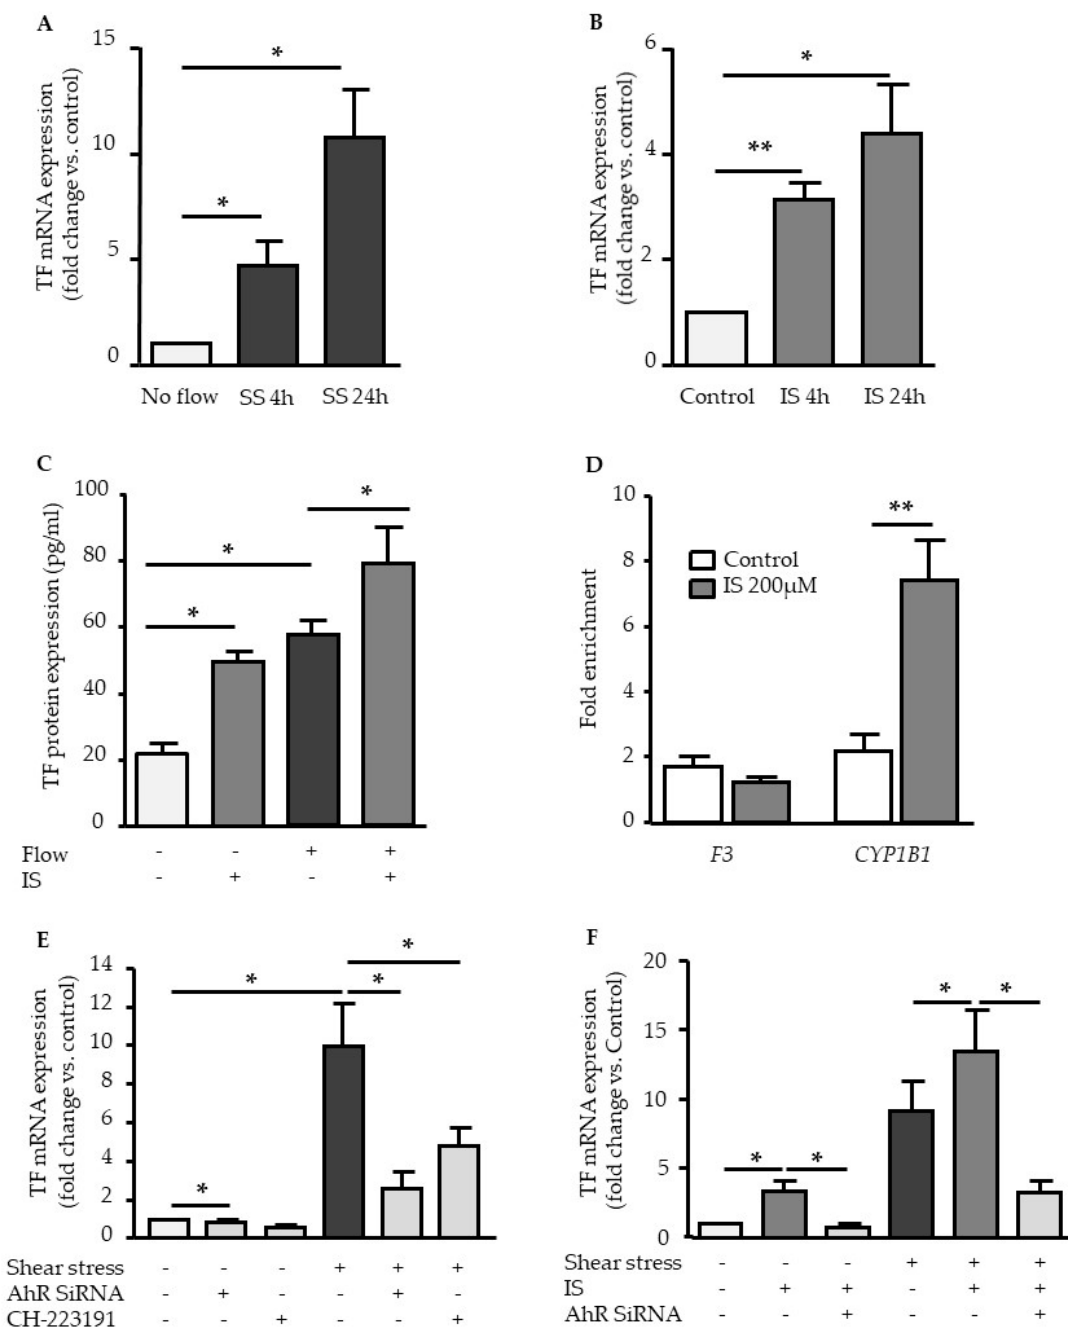 A
TF mRNA expression
(fold change vs. control)
15
10
5
0
*
*
No flow SS 4h SS 24h
B
TF mRNA expression
(fold change vs. control)
6
4
2
0
*
**
Control IS 4h IS 24h
C
TF protein expression (pg/ml)
100
80
60
40
20
0
*
*
*
Flow - - + +
IS - + - +
D
Fold enrichment
10
8
6
4
2
0
**
Control
IS 200µM
F3 CYP1B1
E
TF mRNA expression
(fold change vs. control)
14
12
10
8
6
4
2
0
*
*
*
*
Shear stress - - - + + +
AhR SiRNA - + - - + -
CH-223191 - - + - - +
F
TF mRNA expression
(fold change vs. Control)
20
15
10
5
0
* *
* *
Shear stress - - - + + +
IS - + + - + +
AhR SiRNA - - + - - +